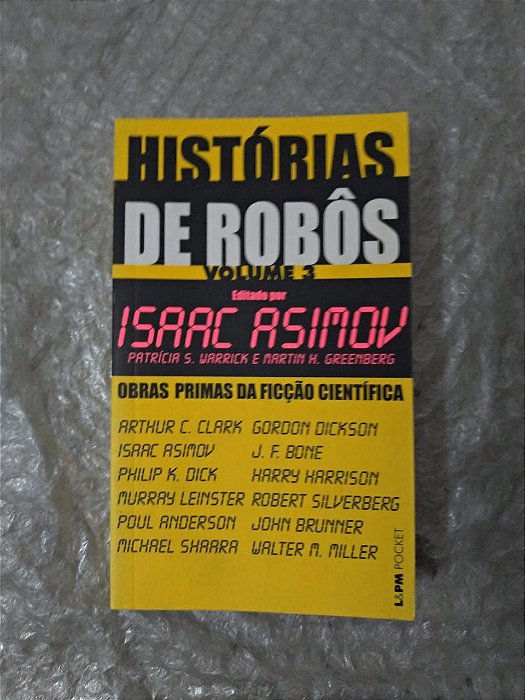 HISTÓRIAS
DE ROBÔS
VOLUME 3
Editado por
ISAAC ASIMOV
PATRÍCIA S. WARRICK E MARTIN H. GREENBERG
OBRAS PRIMAS DA FICÇÃO CIENTÍFICA
ARTHUR C. CLARK GORDON DICKSON
ISAAC ASIMOV J. F. BONE
PHILIP K. DICK HARRY HARRISON
MURRAY LEINSTER ROBERT SILVERBERG
POUL ANDERSON JOHN BRUNNER
MICHAEL SHAARA WALTER M. MILLER
L&PM POCKET